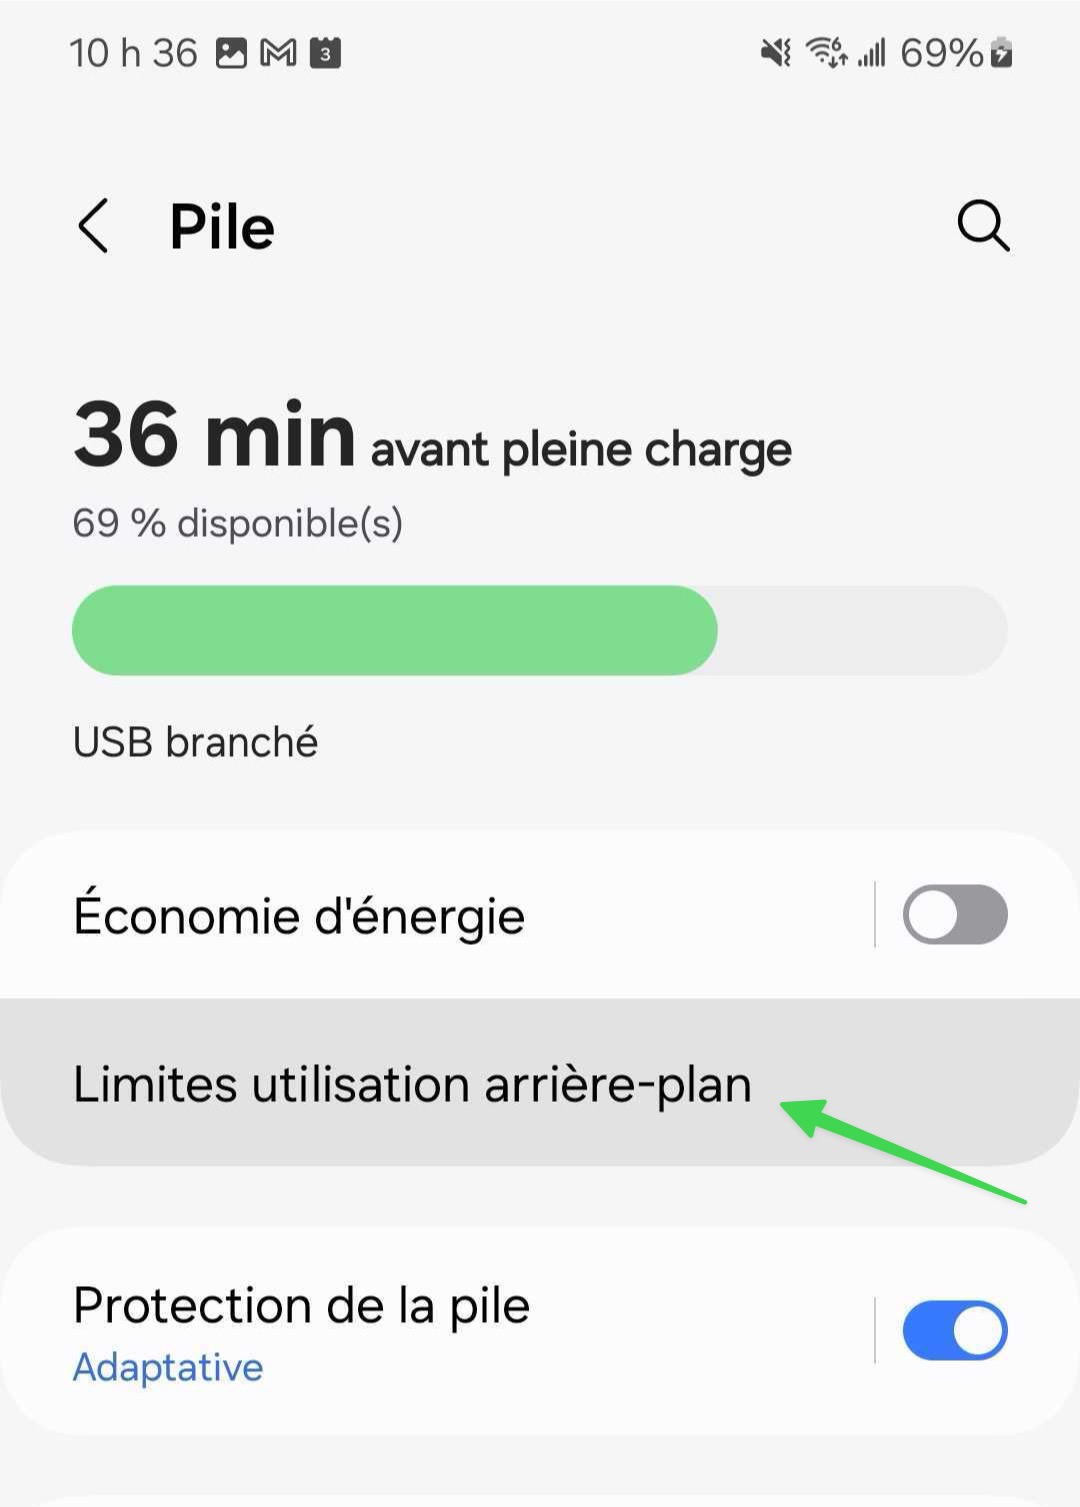 10 h 36 3 6 69%
Pile
36 min avant pleine charge
69 % disponible(s)
USB branché
Économie d'énergie
Limites utilisation arrière-plan
Protection de la pile
Adaptative